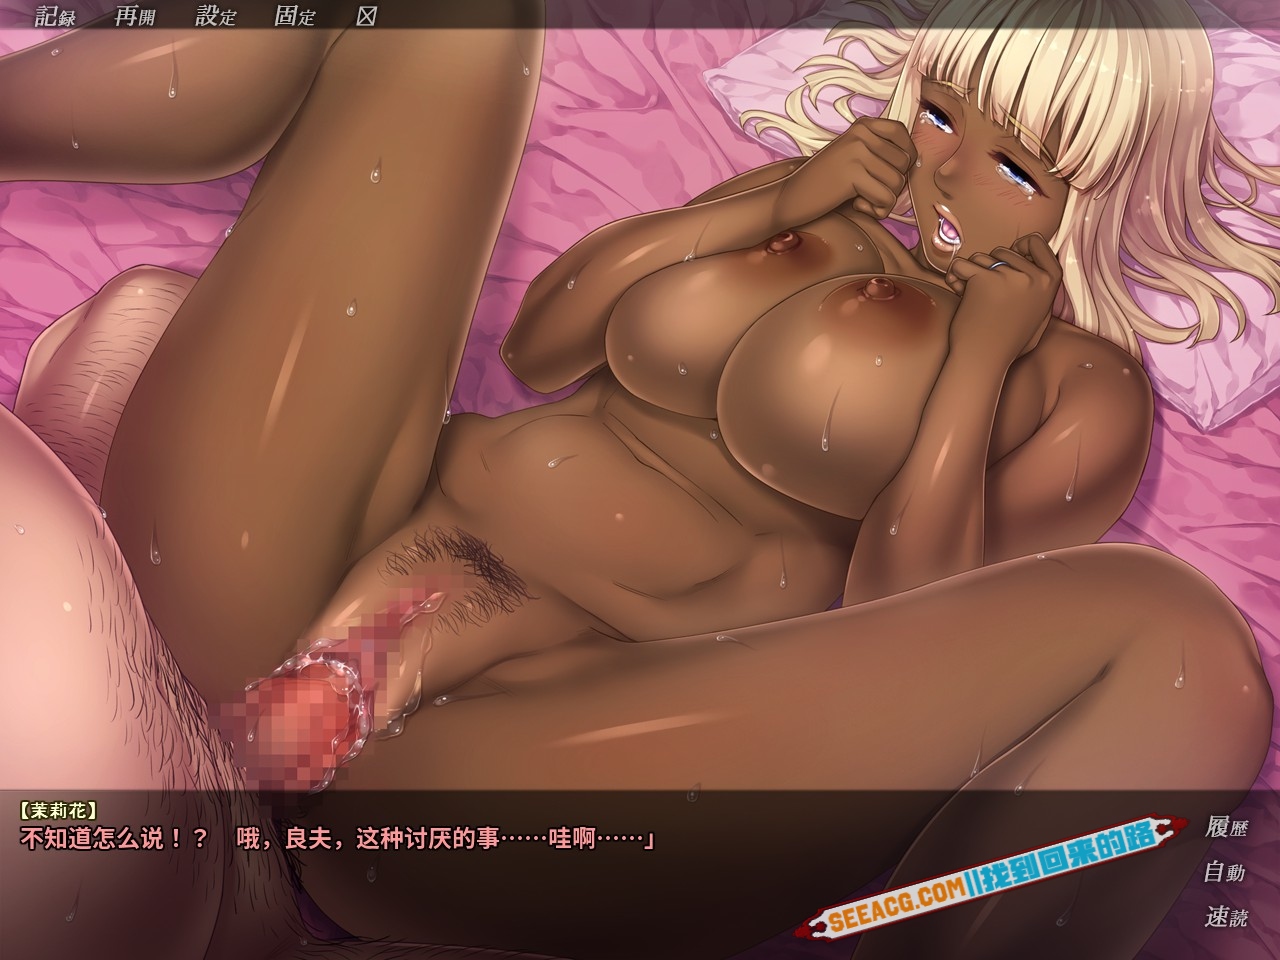 記録 再開 設定 固定
【茉莉花】
不知道怎么说！？　哦，良夫，这种讨厌的事……哇啊……」
履歴
自動
速読
SEEACG.COM||找到回来的路